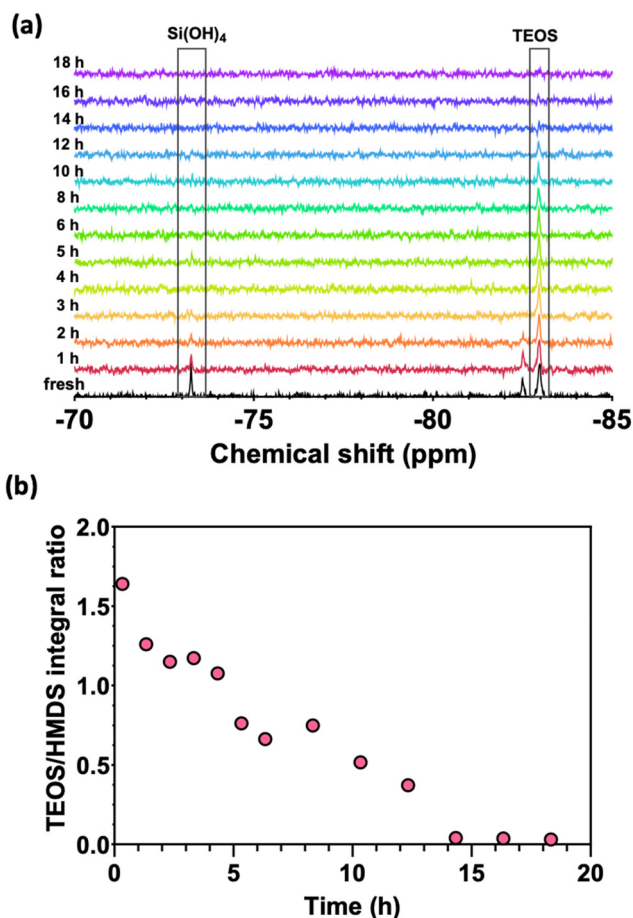 (a)
Si(OH)₄ TEOS
18 h
16 h
14 h
12 h
10 h
8 h
6 h
5 h
4 h
3 h
2 h
1 h
fresh
-70 -75 -80 -85
Chemical shift (ppm)
(b)
TEOS/HMDS integral ratio
2.0
1.5
1.0
0.5
0.0
0 5 10 15 20
Time (h)